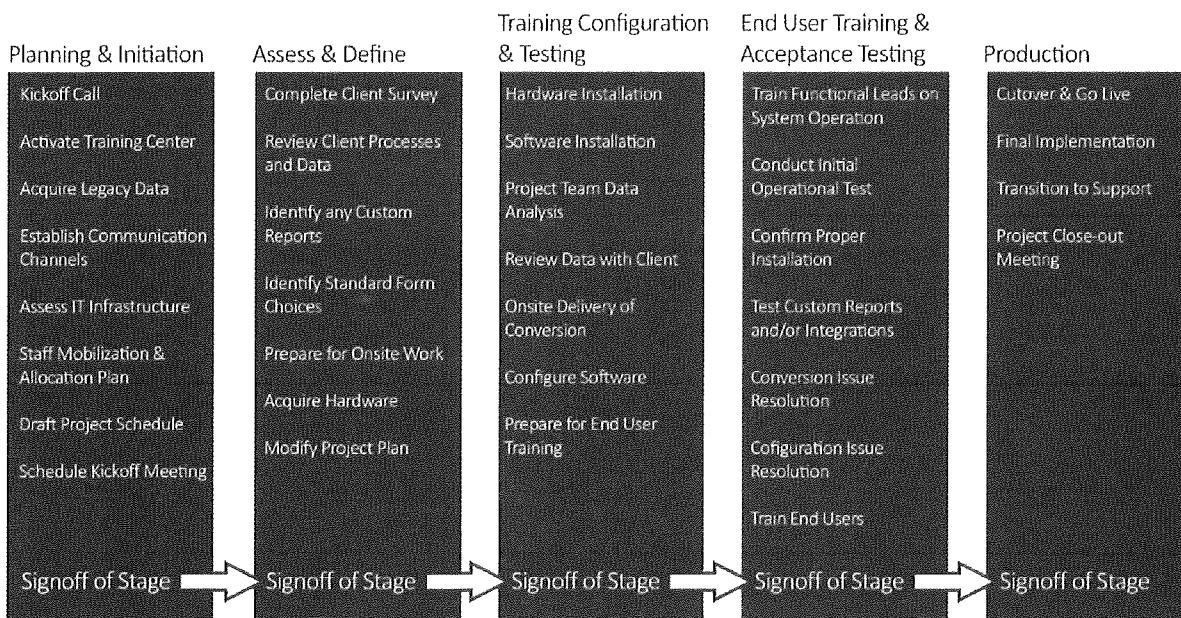 Planning & Initiation
Kickoff Call
Activate Training Center
Acquire Legacy Data
Establish Communication
Channels
Assess IT Infrastructure
Staff Mobilization &
Allocation Plan
Draft Project Schedule
Schedule Kickoff Meeting
Signoff of Stage
Assess & Define
Complete Client Survey
Review Client Processes
and Data
Identify any Custom
Reports
Identify Standard Form
Choices
Prepare for Onsite Work
Acquire Hardware
Modify Project Plan
Signoff of Stage
Training Configuration
& Testing
Hardware Installation
Software Installation
Project Team Data
Analysis
Review Data with Client
Onsite Delivery of
Conversion
Configure Software
Prepare for End User
Training
Signoff of Stage
End User Training &
Acceptance Testing
Train Functional Leads on
System Operation
Conduct Initial
Operational Test
Confirm Proper
Installation
Test Custom Reports
and/or Integrations
Conversion Issue
Resolution
Cofiguration Issue
Resolution
Train End Users
Signoff of Stage
Production
Cutover & Go Live
Final Implementation
Transition to Support
Project Close-out
Meeting
Signoff of Stage